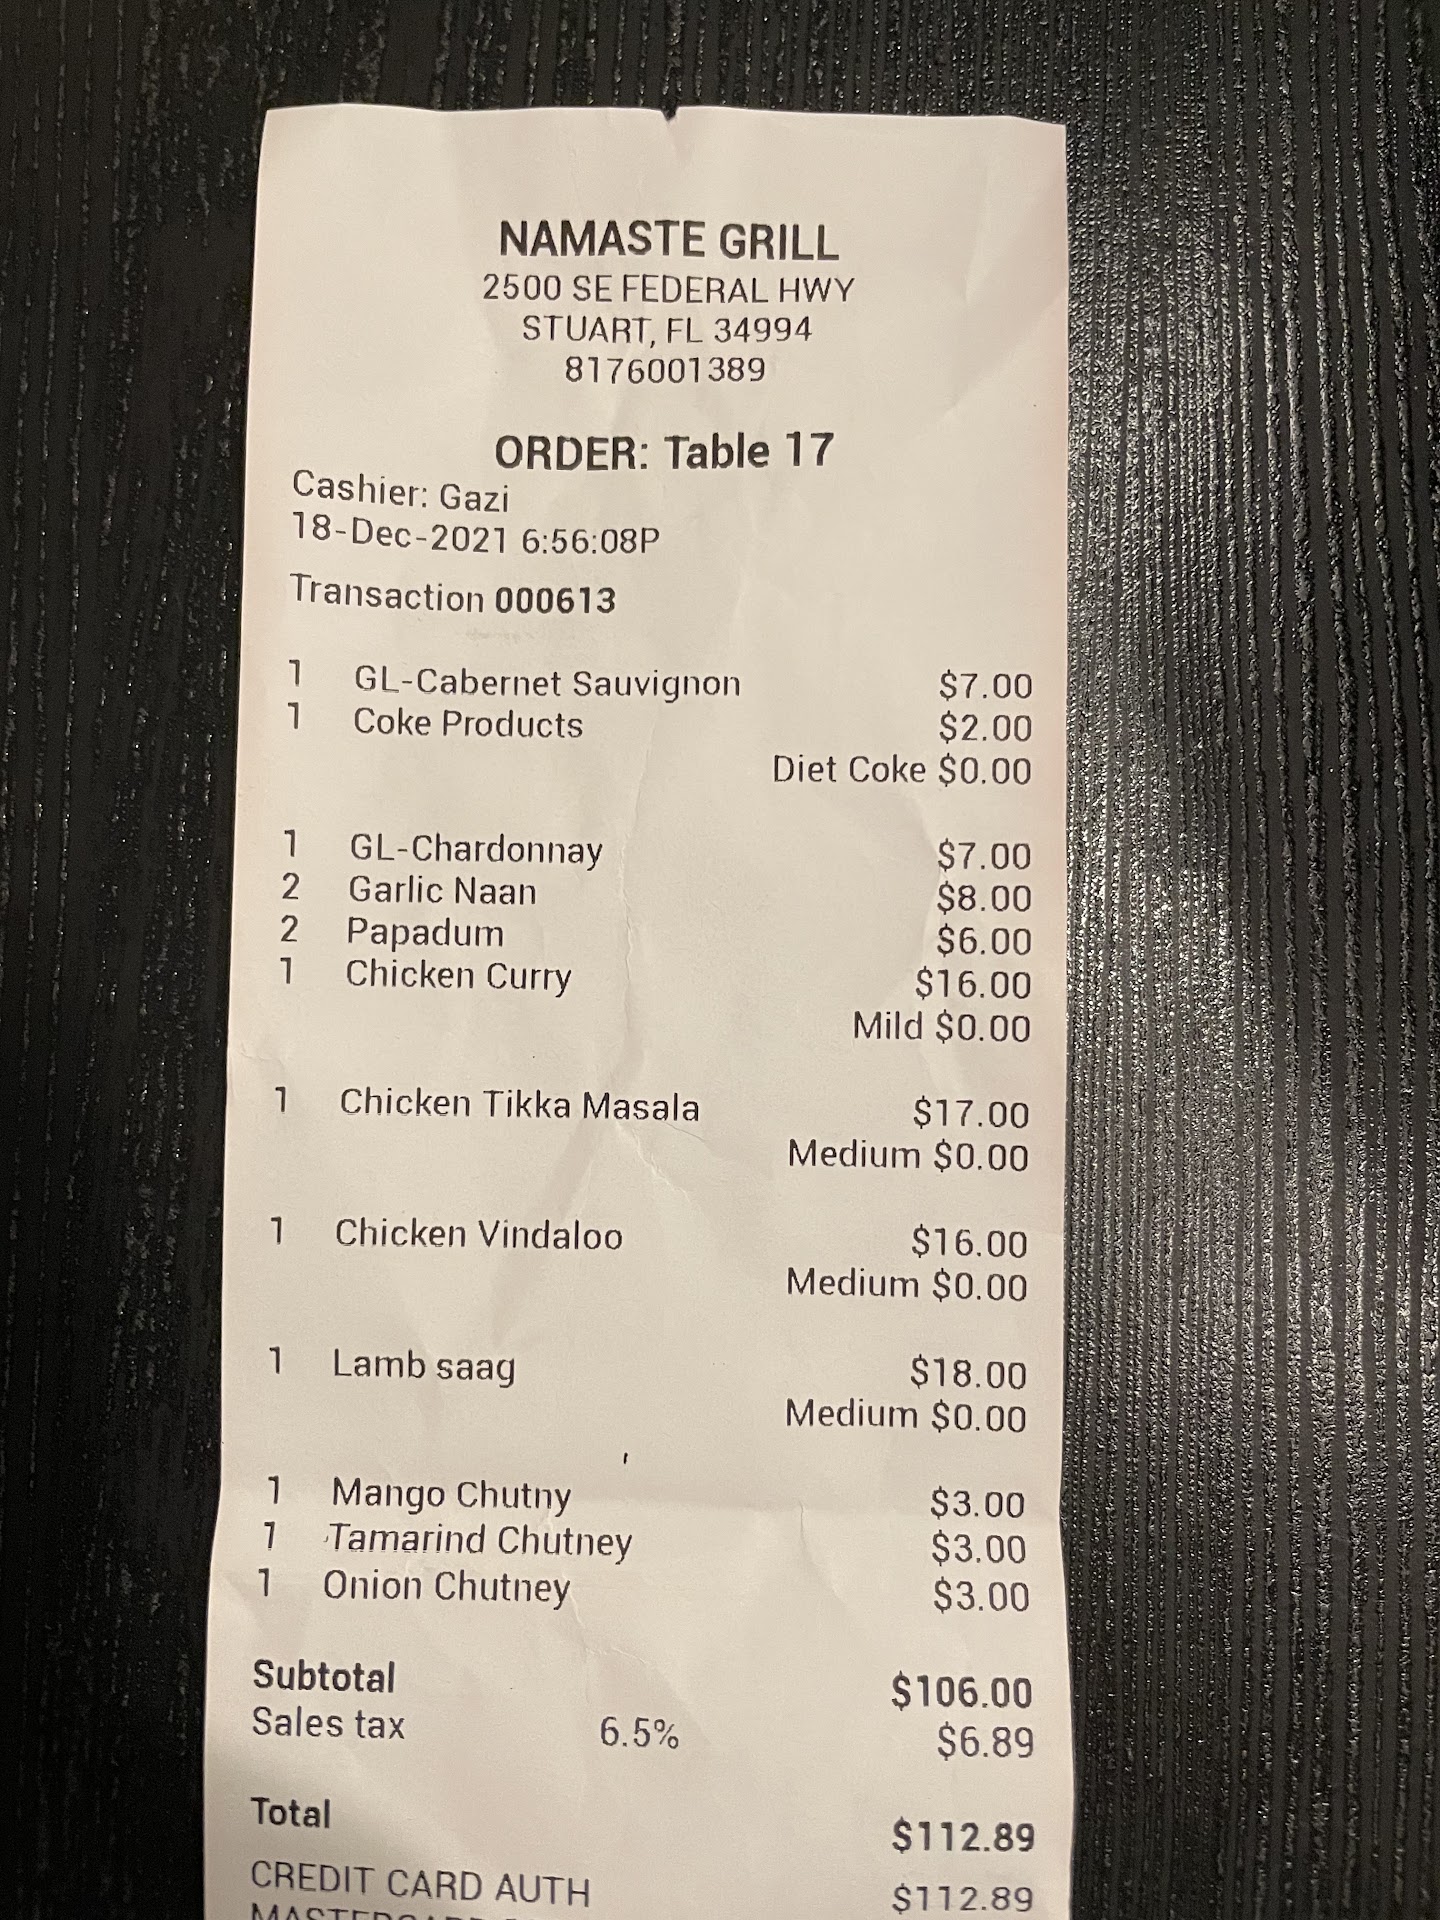 NAMASTE GRILL
2500 SE FEDERAL HWY
STUART, FL 34994
8176001389
ORDER: Table 17
Cashier: Gazi
18-Dec-2021 6:56:08P
Transaction 000613
1 GL-Cabernet Sauvignon $7.00
1 Coke Products $2.00
Diet Coke $0.00
1 GL-Chardonnay $7.00
2 Garlic Naan $8.00
2 Papadum $6.00
1 Chicken Curry $16.00
Mild $0.00
1 Chicken Tikka Masala $17.00
Medium $0.00
1 Chicken Vindaloo $16.00
Medium $0.00
1 Lamb saag $18.00
Medium $0.00
1 Mango Chutny $3.00
1 Tamarind Chutney $3.00
1 Onion Chutney $3.00
Subtotal $106.00
Sales tax 6.5% $6.89
Total $112.89
CREDIT CARD AUTH $112.89